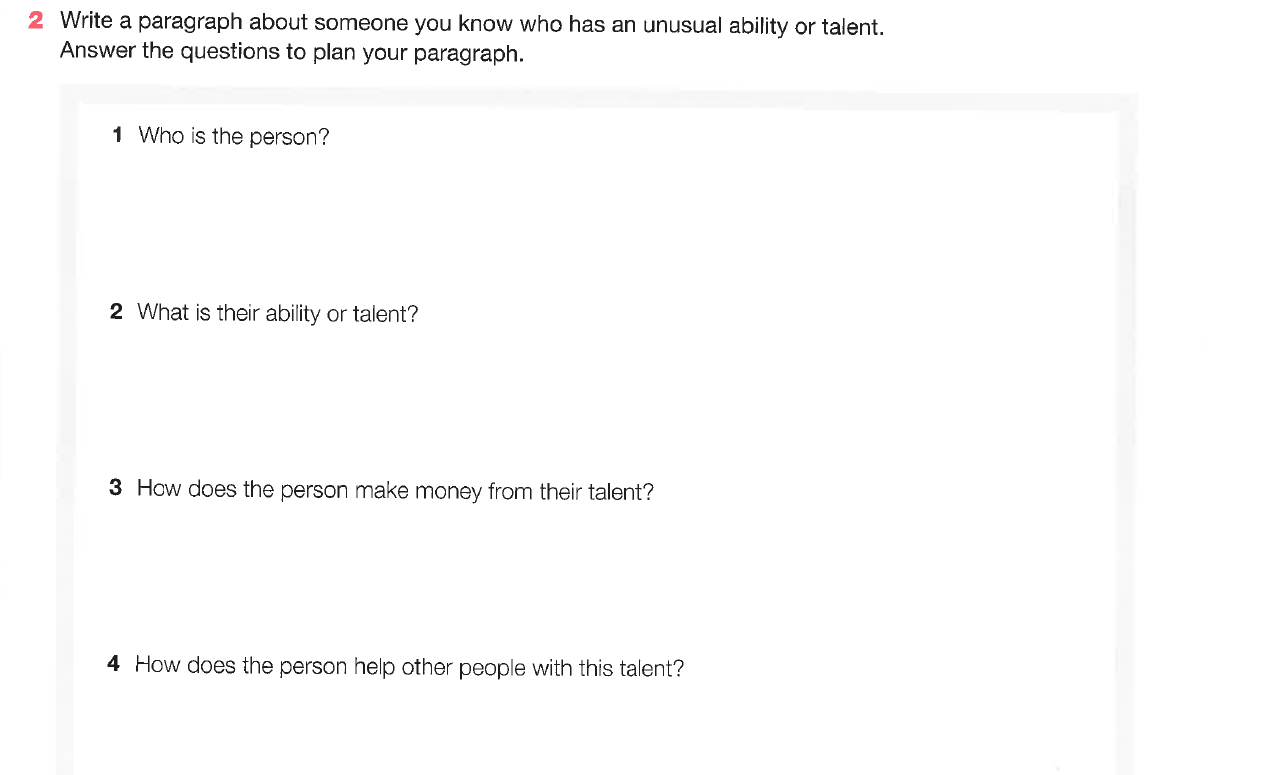 2 Write a paragraph about someone you know who has an unusual ability or talent.
Answer the questions to plan your paragraph.
1 Who is the person?
2 What is their ability or talent?
3 How does the person make money from their talent?
4 How does the person help other people with this talent?